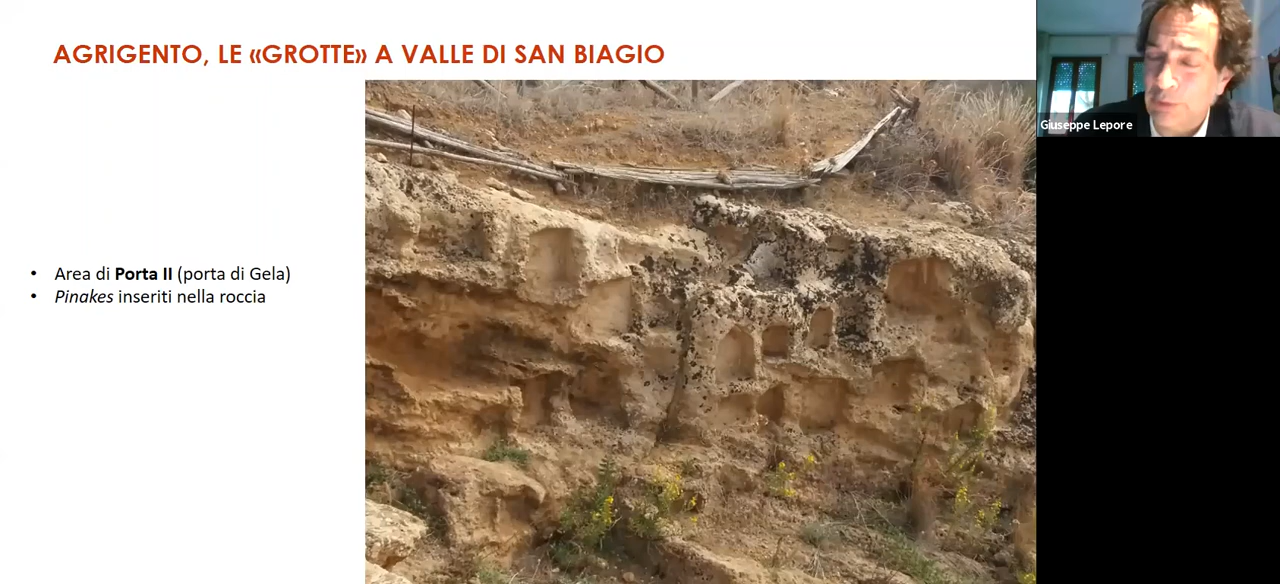 AGRIGENTO, LE «GROTTE» A VALLE DI SAN BIAGIO
Giuseppe Lepore
• Area di Porta II (porta di Gela)
• Pinakes inseriti nella roccia